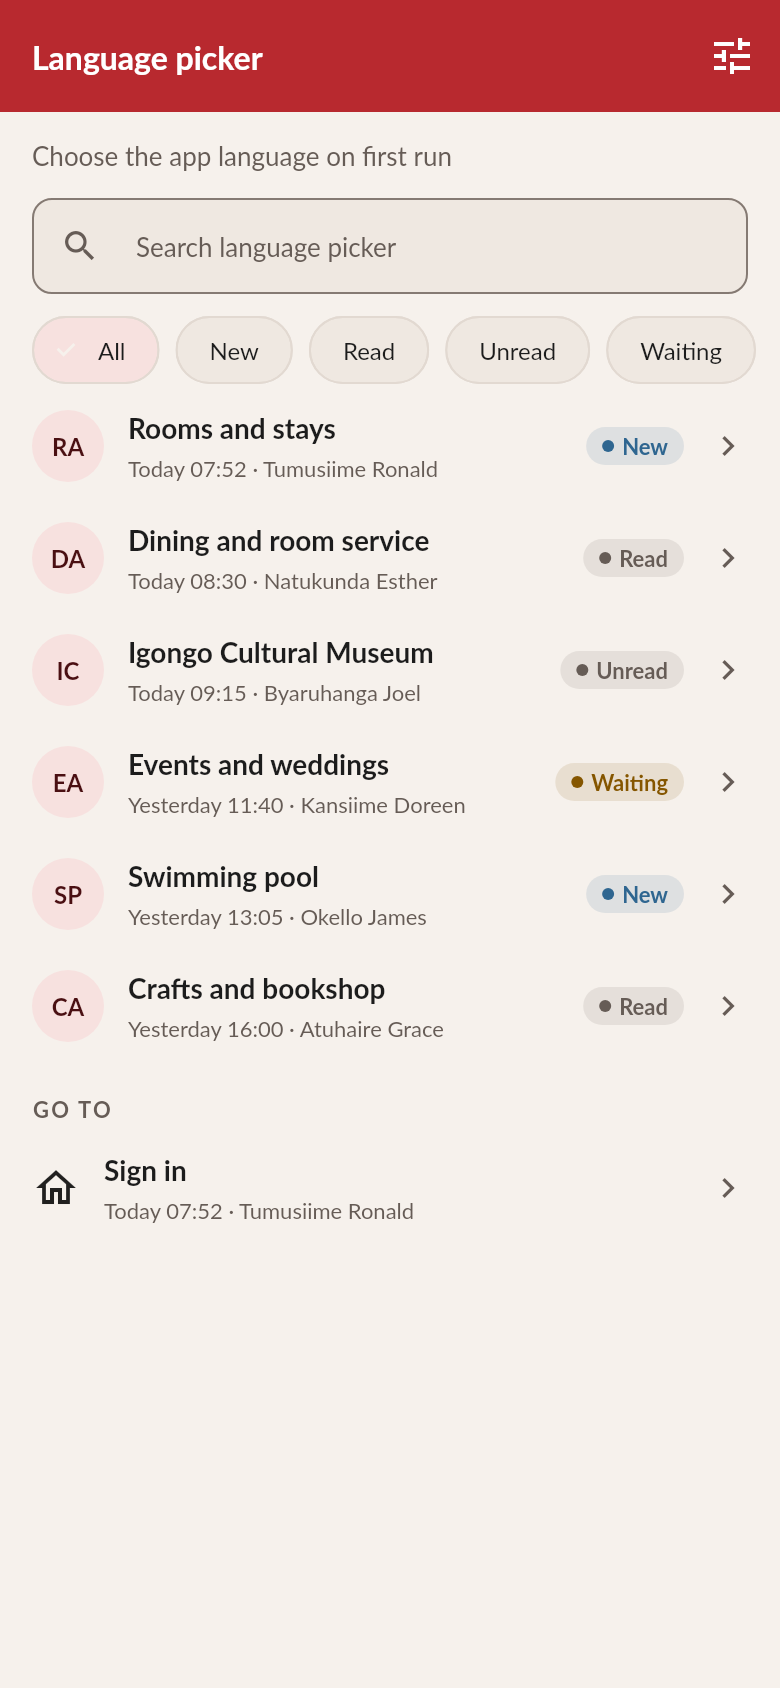 Language picker
Choose the app language on first run
Search language picker
All
New
Read
Unread
Waiting
RA
Rooms and stays
Today 07:52 · Tumusiime Ronald
New
DA
Dining and room service
Today 08:30 · Natukunda Esther
Read
IC
Igongo Cultural Museum
Today 09:15 · Byaruhanga Joel
Unread
EA
Events and weddings
Yesterday 11:40 · Kansiime Doreen
Waiting
SP
Swimming pool
Yesterday 13:05 · Okello James
New
CA
Crafts and bookshop
Yesterday 16:00 · Atuhaire Grace
Read
GO TO
Sign in
Today 07:52 · Tumusiime Ronald